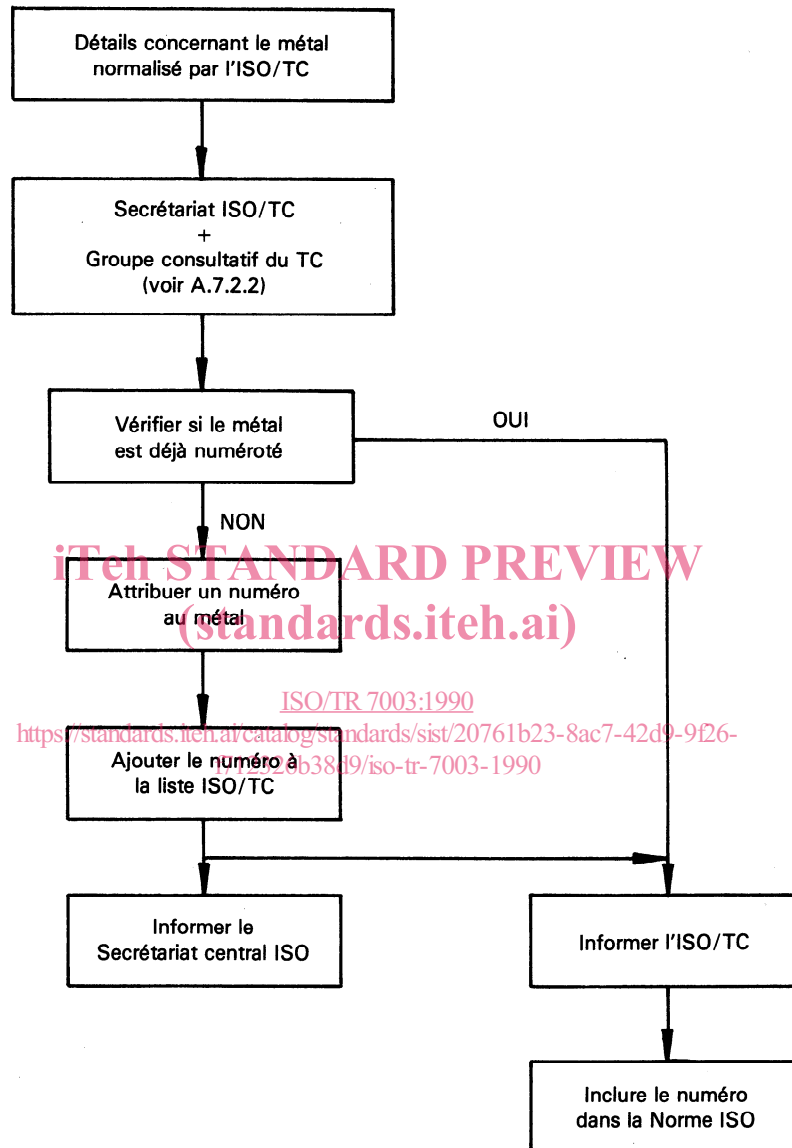 Détails concernant le métal
normalisé par l'ISO/TC
Secrétariat ISO/TC
+
Groupe consultatif du TC
(voir A.7.2.2)
Vérifier si le métal
est déjà numéroté
OUI
NON
iTeh STANDARD PREVIEW
Attribuer un numéro
au métal
(standards.iteh.ai)
ISO/TR 7003:1990
https://standards.iteh.ai/catalog/standards/sist/20761b23-8ac7-42d9-9f26-
Ajouter le numéro à
la liste ISO/TC
Informer le
Secrétariat central ISO
Informer l'ISO/TC
Inclure le numéro
dans la Norme ISO